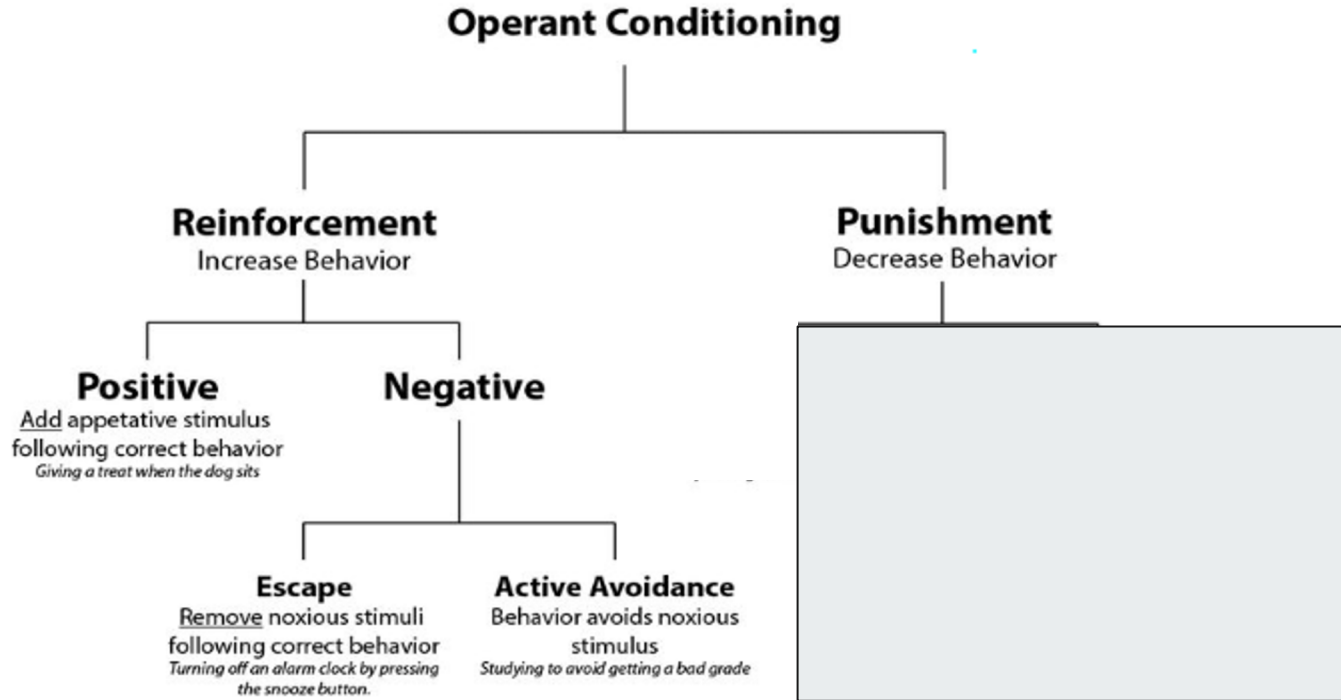 Operant Conditioning
Reinforcement
Increase Behavior
Punishment
Decrease Behavior
Positive
Add appetative stimulus
following correct behavior
Giving a treat when the dog sits
Negative
Escape
Remove noxious stimuli
following correct behavior
Turning off an alarm clock by pressing
the snooze button.
Active Avoidance
Behavior avoids noxious
stimulus
Studying to avoid getting a bad grade